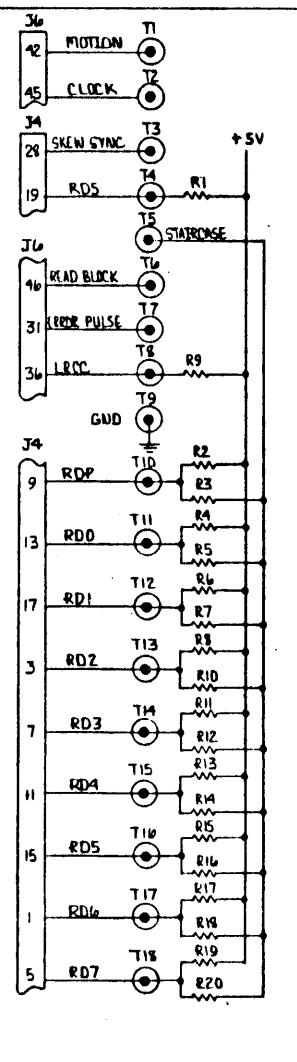 J6
T1
42 MOTION
T2
45 CLOCK
J4
T3
28 SKEW SYNC
+5V
T4
19 RDS R1
T5
STAIRCASE
J6
T6
46 READ BLOCK
T7
31 ERROR PULSE
T8
36 LRCC R9
T9
GND
J4
T10 R2
9 RDP R3
T11 R4
13 RD0 R5
T12 R6
17 RD1 R7
T13 R8
3 RD2 R10
T14 R11
7 RD3 R12
T15 R13
11 RD4 R14
T16 R15
15 RD5 R16
T17 R17
1 RD6 R18
T18 R19
5 RD7 R20